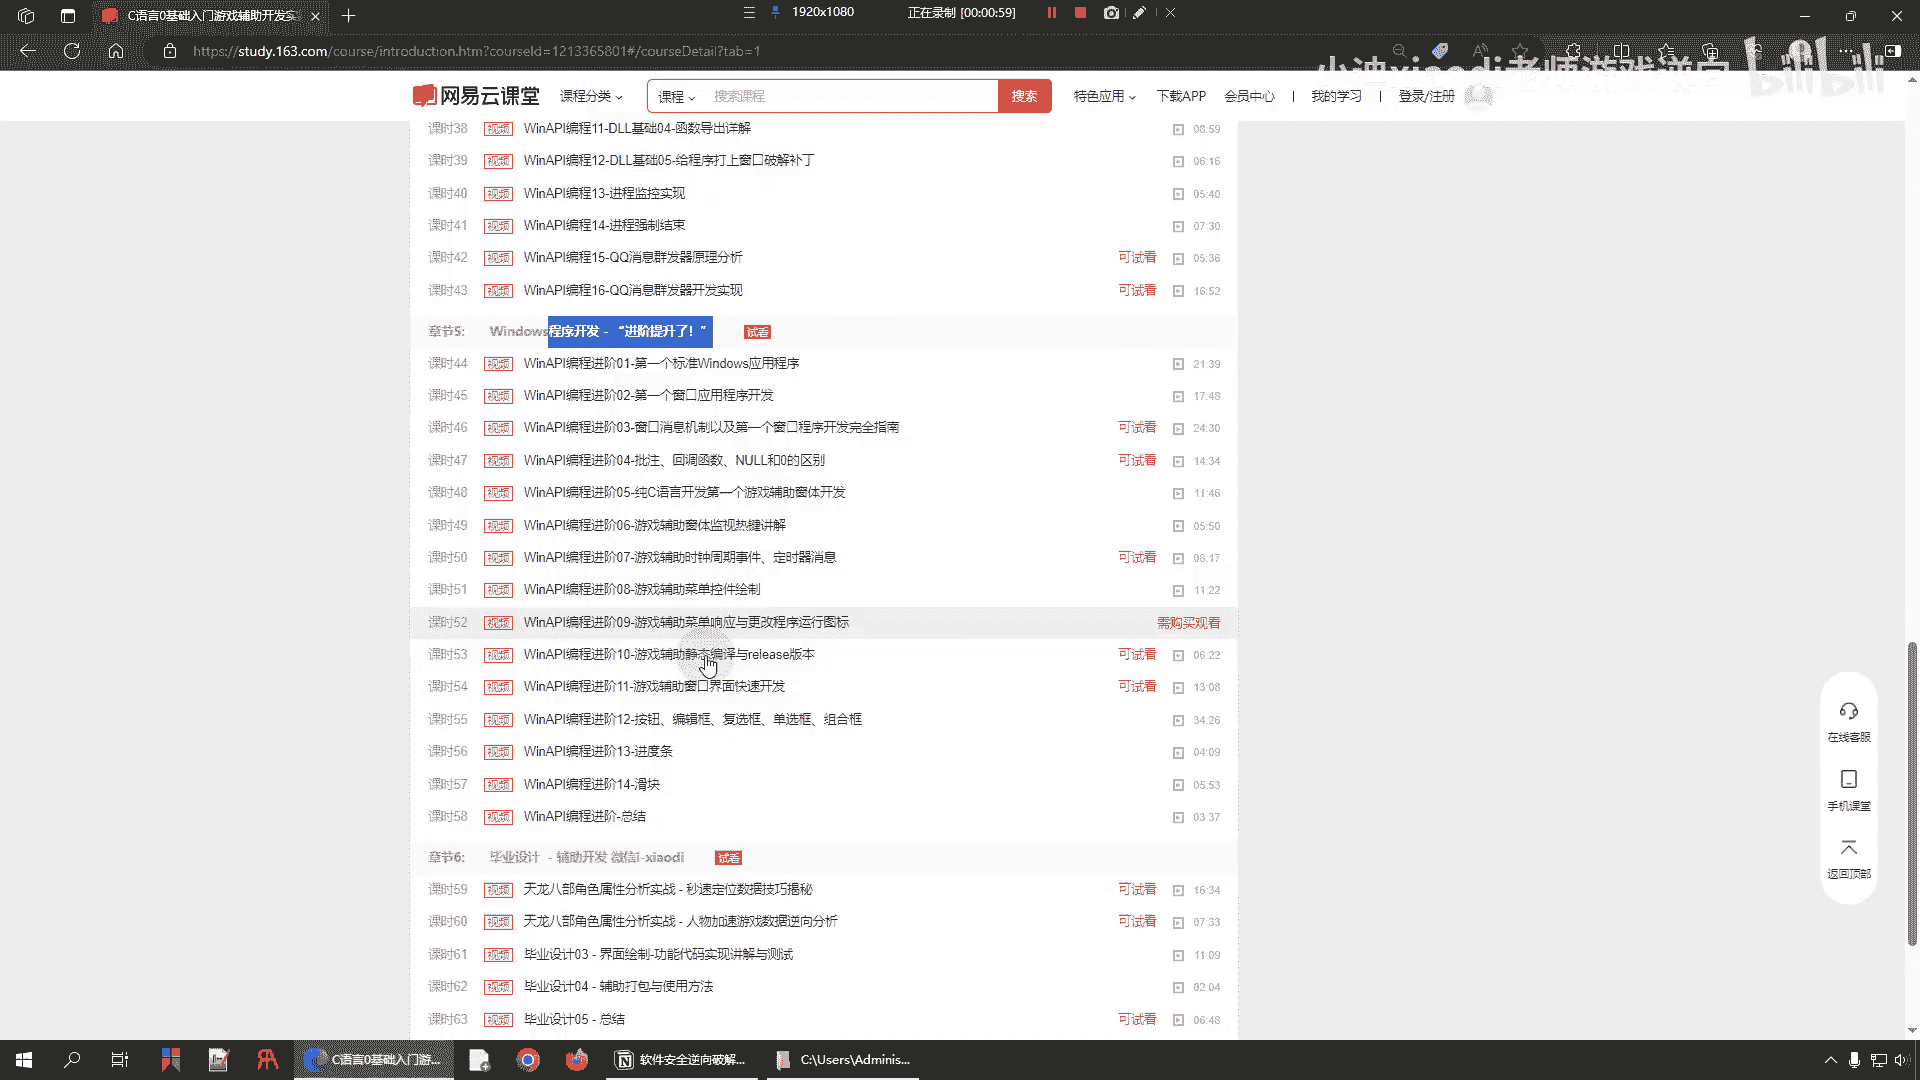 C语言0基础入门游戏辅助开发实
1920x1080
正在录制 [00:00:59]
https://study.163.com/course/introduction.htm?courseId=1213365801#/courseDetail?tab=1
小迪xiaodi老师游戏逆向
bilibili
网易云课堂
课程分类
课程
搜索课程
搜索
特色应用
下载APP
会员中心
我的学习
登录/注册
课时38 视频 WinAPI编程11-DLL基础04-函数导出详解 08:59
课时39 视频 WinAPI编程12-DLL基础05-给程序打上窗口破解补丁 06:16
课时40 视频 WinAPI编程13-进程监控实现 05:40
课时41 视频 WinAPI编程14-进程强制结束 07:30
课时42 视频 WinAPI编程15-QQ消息群发器原理分析 可试看 05:36
课时43 视频 WinAPI编程16-QQ消息群发器开发实现 可试看 16:52
章节5: Windows程序开发 - “进阶提升了！” 试看
课时44 视频 WinAPI编程进阶01-第一个标准Windows应用程序 21:39
课时45 视频 WinAPI编程进阶02-第一个窗口应用程序开发 17:48
课时46 视频 WinAPI编程进阶03-窗口消息机制以及第一个窗口程序开发完全指南 可试看 24:30
课时47 视频 WinAPI编程进阶04-批注、回调函数、NULL和0的区别 可试看 14:34
课时48 视频 WinAPI编程进阶05-纯C语言开发第一个游戏辅助窗体开发 11:46
课时49 视频 WinAPI编程进阶06-游戏辅助窗体监视热键讲解 05:50
课时50 视频 WinAPI编程进阶07-游戏辅助时钟周期事件、定时器消息 可试看 06:17
课时51 视频 WinAPI编程进阶08-游戏辅助菜单控件绘制 11:22
课时52 视频 WinAPI编程进阶09-游戏辅助菜单响应与更改程序运行图标 需购买观看
课时53 视频 WinAPI编程进阶10-游戏辅助静态编译与release版本 可试看 06:22
课时54 视频 WinAPI编程进阶11-游戏辅助窗口界面快速开发 可试看 13:08
课时55 视频 WinAPI编程进阶12-按钮、编辑框、复选框、单选框、组合框 34:26
课时56 视频 WinAPI编程进阶13-进度条 04:09
课时57 视频 WinAPI编程进阶14-滑块 05:53
课时58 视频 WinAPI编程进阶-总结 03:37
章节6: 毕业设计 - 辅助开发 微信i-xiaodi 试看
课时59 视频 天龙八部角色属性分析实战 - 秒速定位数据技巧揭秘 可试看 16:34
课时60 视频 天龙八部角色属性分析实战 - 人物加速游戏数据逆向分析 可试看 07:33
课时61 视频 毕业设计03 - 界面绘制-功能代码实现讲解与测试 11:09
课时62 视频 毕业设计04 - 辅助打包与使用方法 02:04
课时63 视频 毕业设计05 - 总结 可试看 06:48
在线客服
手机课堂
返回顶部
C语言0基础入门游...
软件安全逆向破解...
C:\Users\Adminis...